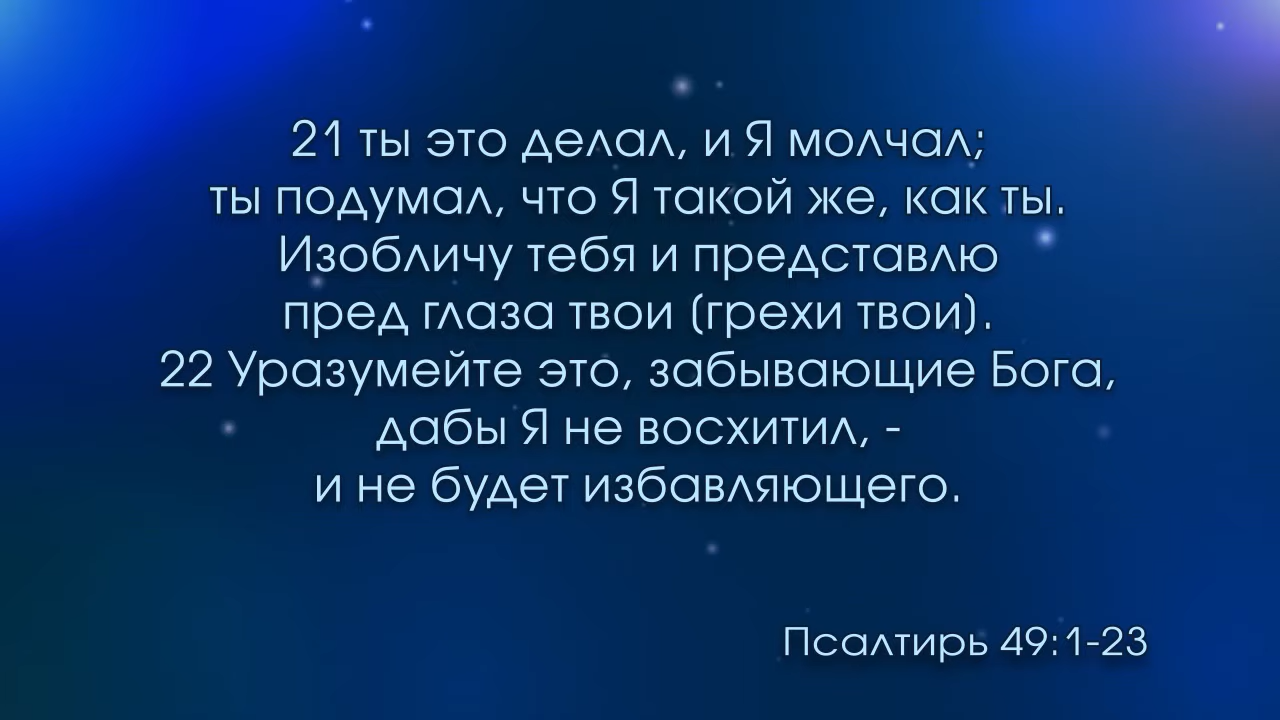 21 ты это делал, и Я молчал;
ты подумал, что Я такой же, как ты.
Изобличу тебя и представлю
пред глаза твои (грехи твои).
22 Уразумейте это, забывающие Бога,
дабы Я не восхитил, -
и не будет избавляющего.
Псалтирь 49:1-23